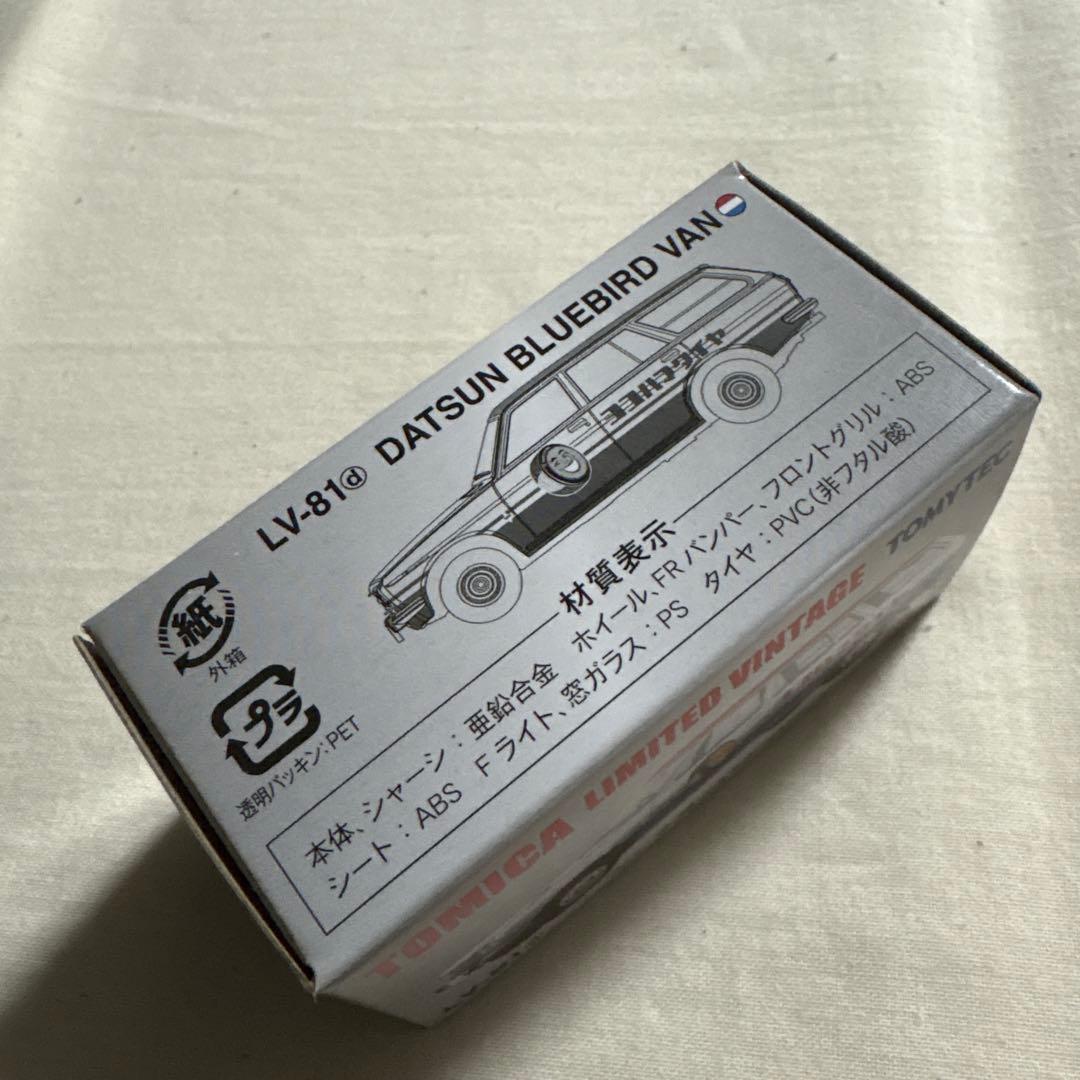 LV-81ⓓ DATSUN BLUEBIRD VAN
ヨコハマタイヤ
紙
外箱
プラ
透明パッキン:PET
材質表示
本体、シャーシ:亜鉛合金 ホイール、FRバンパー、フロントグリル:ABS
シート:ABS Fライト、窓ガラス:PS タイヤ:PVC(非フタル酸)
TOMICA LIMITED VINTAGE
TOMYTEC